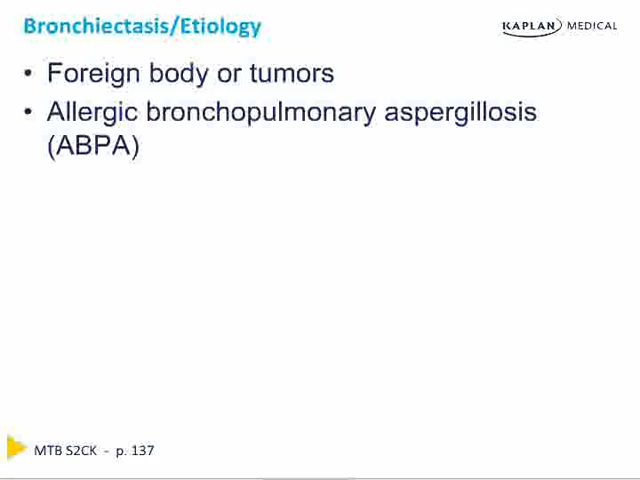 Bronchiectasis/Etiology
KAPLAN MEDICAL
• Foreign body or tumors
• Allergic bronchopulmonary aspergillosis
(ABPA)
MTB S2CK - p. 137